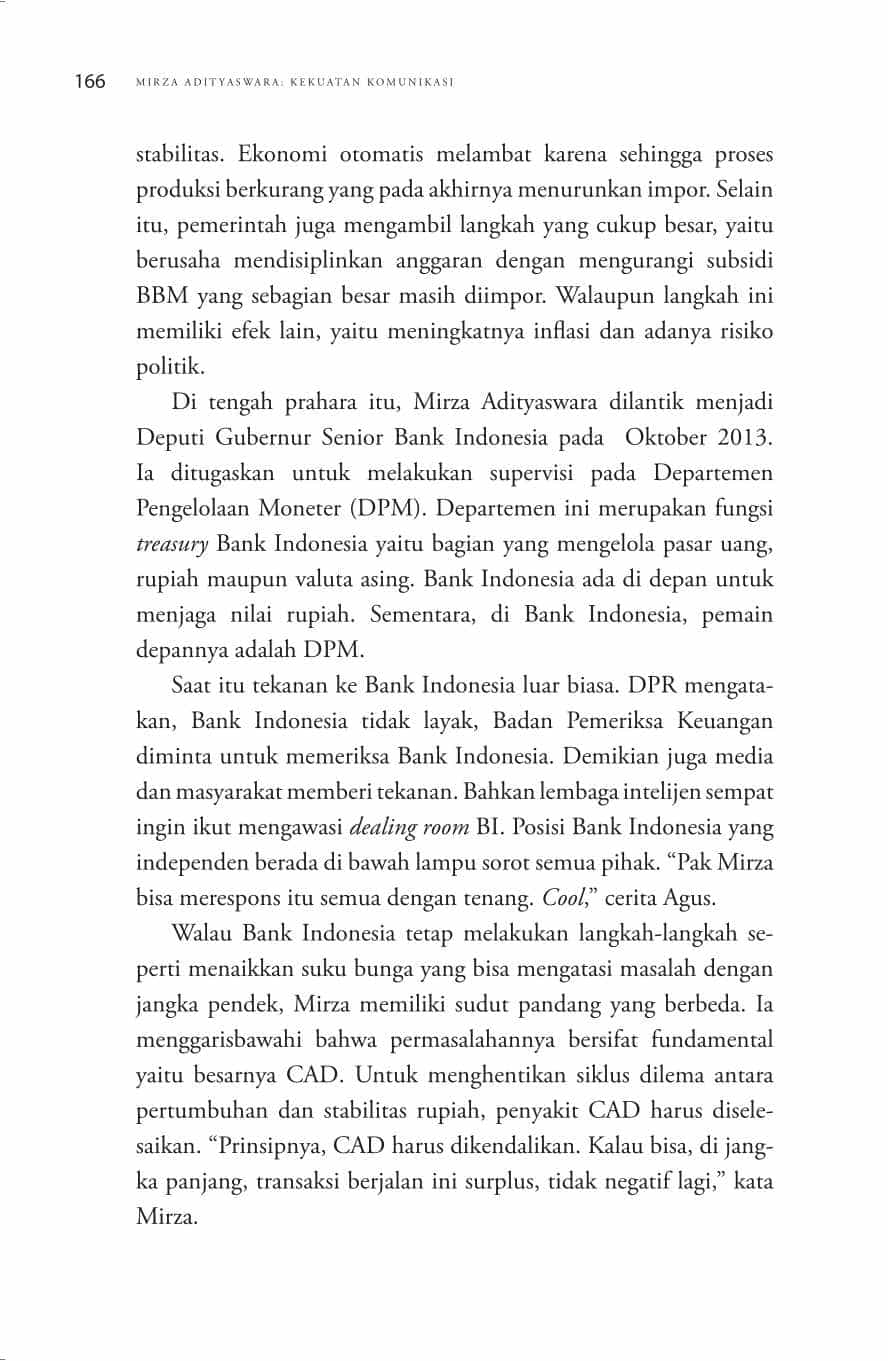 166 MIRZA ADITYASWARA: KEKUATAN KOMUNIKASI
stabilitas. Ekonomi otomatis melambat karena sehingga proses
produksi berkurang yang pada akhirnya menurunkan impor. Selain
itu, pemerintah juga mengambil langkah yang cukup besar, yaitu
berusaha mendisiplinkan anggaran dengan mengurangi subsidi
BBM yang sebagian besar masih diimpor. Walaupun langkah ini
memiliki efek lain, yaitu meningkatnya inflasi dan adanya risiko
politik.
Di tengah prahara itu, Mirza Adityaswara dilantik menjadi
Deputi Gubernur Senior Bank Indonesia pada Oktober 2013.
Ia ditugaskan untuk melakukan supervisi pada Departemen
Pengelolaan Moneter (DPM). Departemen ini merupakan fungsi
treasury Bank Indonesia yaitu bagian yang mengelola pasar uang,
rupiah maupun valuta asing. Bank Indonesia ada di depan untuk
menjaga nilai rupiah. Sementara, di Bank Indonesia, pemain
depannya adalah DPM.
Saat itu tekanan ke Bank Indonesia luar biasa. DPR mengata-
kan, Bank Indonesia tidak layak, Badan Pemeriksa Keuangan
diminta untuk memeriksa Bank Indonesia. Demikian juga media
dan masyarakat memberi tekanan. Bahkan lembaga intelijen sempat
ingin ikut mengawasi dealing room BI. Posisi Bank Indonesia yang
independen berada di bawah lampu sorot semua pihak. “Pak Mirza
bisa merespons itu semua dengan tenang. Cool,” cerita Agus.
Walau Bank Indonesia tetap melakukan langkah-langkah se-
perti menaikkan suku bunga yang bisa mengatasi masalah dengan
jangka pendek, Mirza memiliki sudut pandang yang berbeda. Ia
menggarisbawahi bahwa permasalahannya bersifat fundamental
yaitu besarnya CAD. Untuk menghentikan siklus dilema antara
pertumbuhan dan stabilitas rupiah, penyakit CAD harus disele-
saikan. “Prinsipnya, CAD harus dikendalikan. Kalau bisa, di jang-
ka panjang, transaksi berjalan ini surplus, tidak negatif lagi,” kata
Mirza.